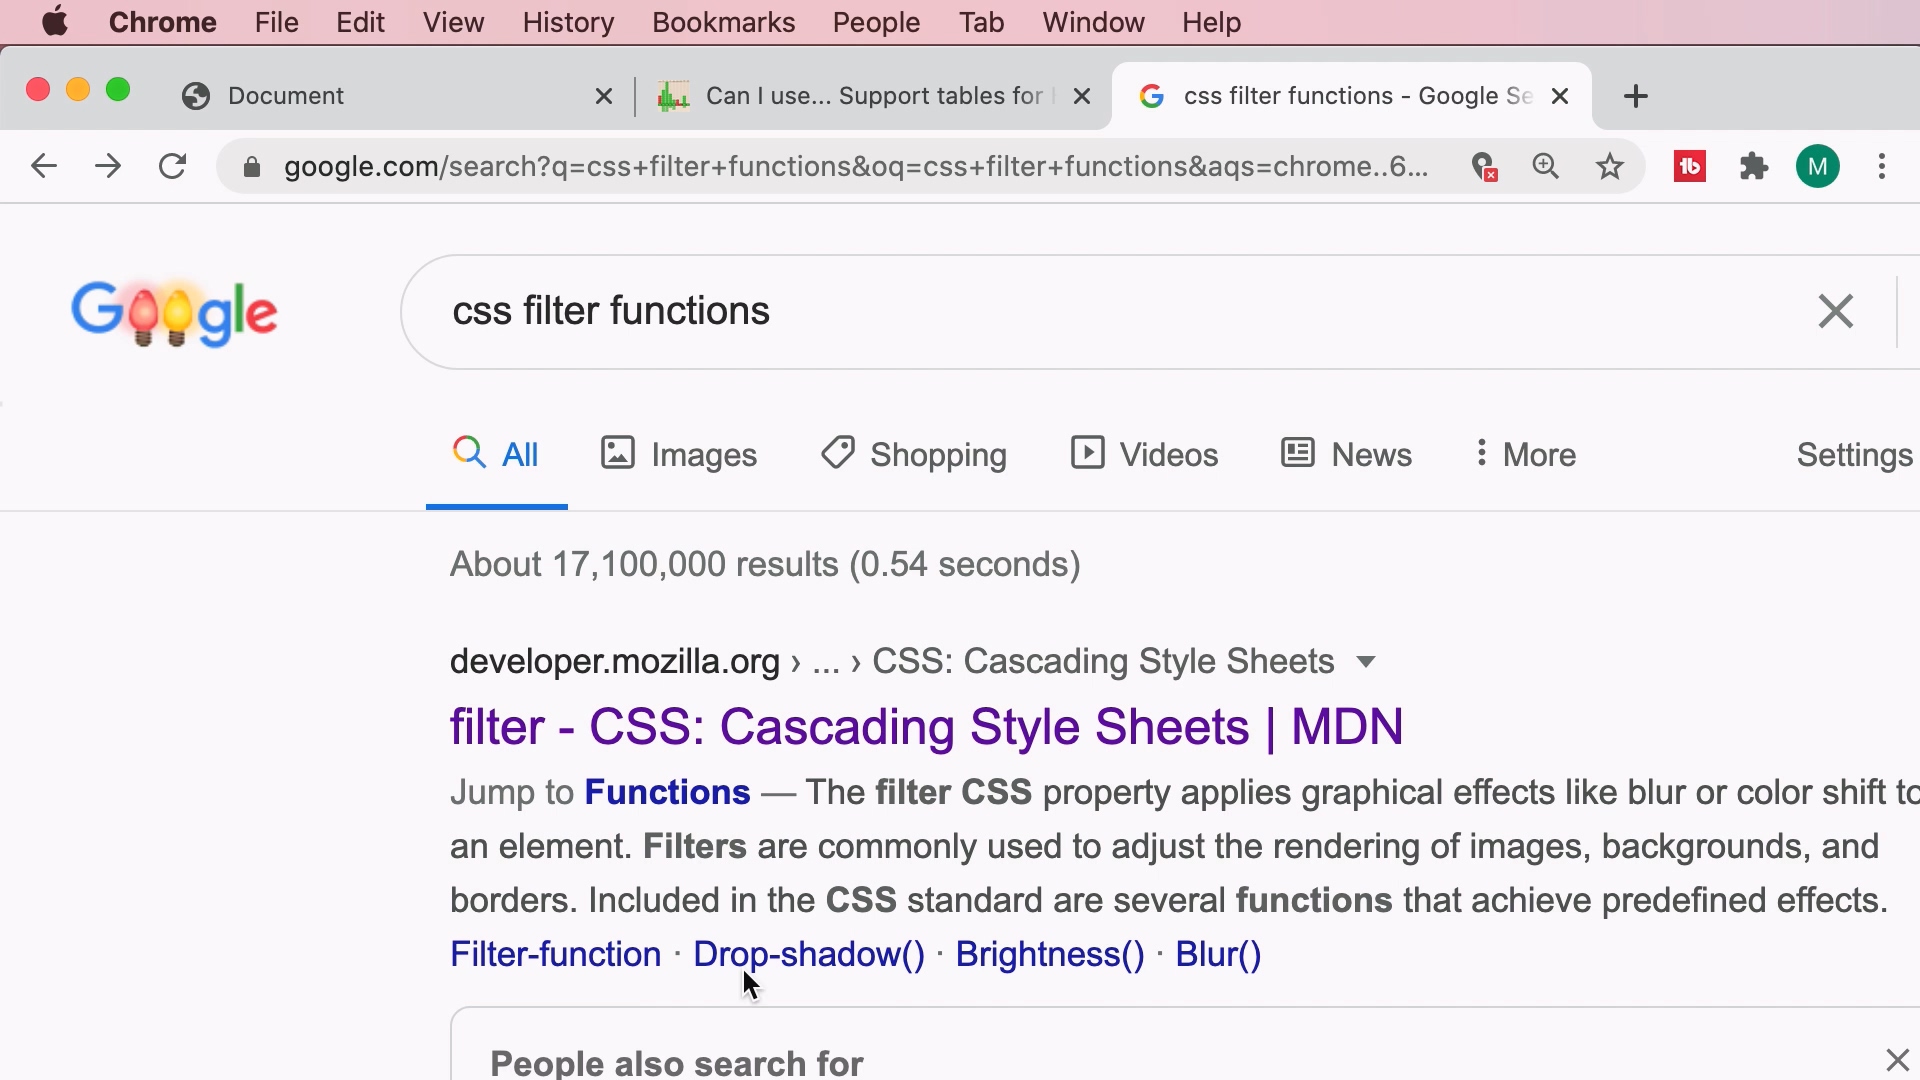 Chrome File Edit View History Bookmarks People Tab Window Help
Document
Can I use... Support tables for
css filter functions - Google Se
google.com/search?q=css+filter+functions&oq=css+filter+functions&aqs=chrome..6...
M
Google
css filter functions
All Images Shopping Videos News More Settings
About 17,100,000 results (0.54 seconds)
developer.mozilla.org › ... › CSS: Cascading Style Sheets
filter - CSS: Cascading Style Sheets | MDN
Jump to Functions — The filter CSS property applies graphical effects like blur or color shift to
an element. Filters are commonly used to adjust the rendering of images, backgrounds, and
borders. Included in the CSS standard are several functions that achieve predefined effects.
Filter-function · Drop-shadow() · Brightness() · Blur()
People also search for